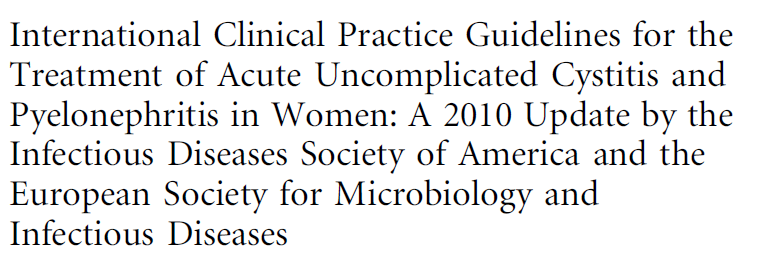 International Clinical Practice Guidelines for the
Treatment of Acute Uncomplicated Cystitis and
Pyelonephritis in Women: A 2010 Update by the
Infectious Diseases Society of America and the
European Society for Microbiology and
Infectious Diseases